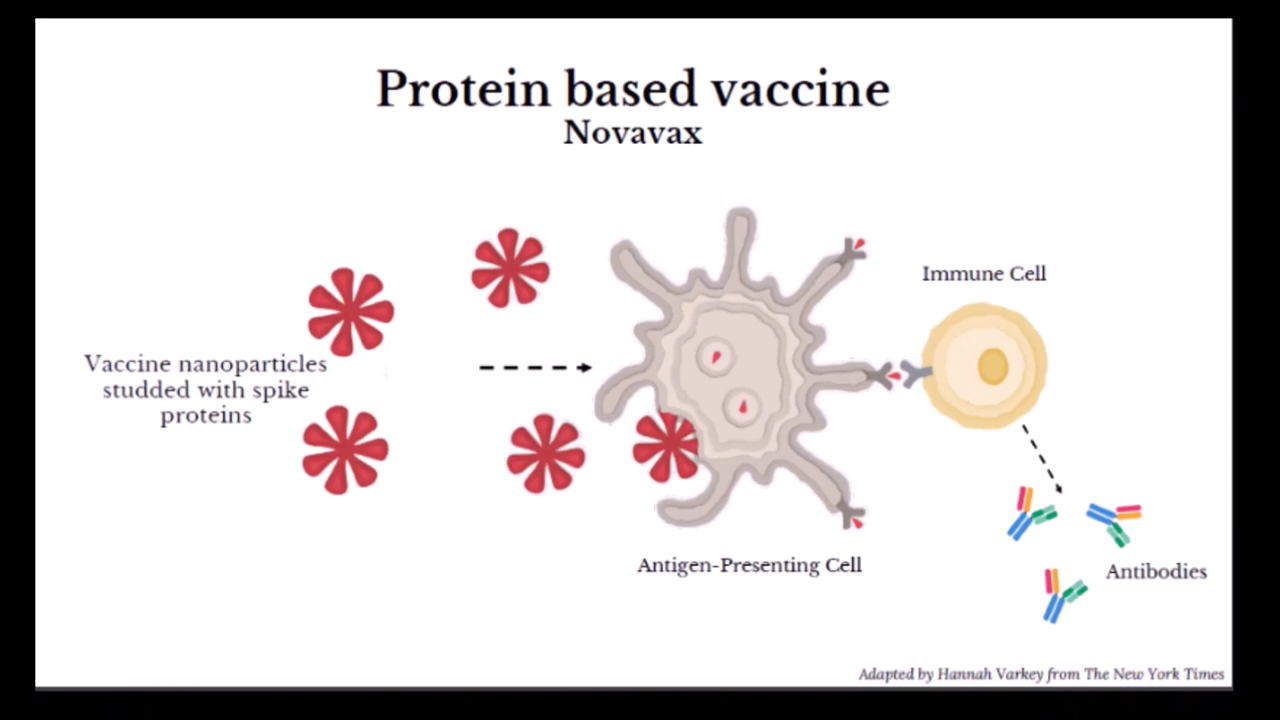 Protein based vaccine
Novavax
Immune Cell
Vaccine nanoparticles
studded with spike
proteins
Antigen-Presenting Cell
Antibodies
Adapted by Hannah Varkey from The New York Times